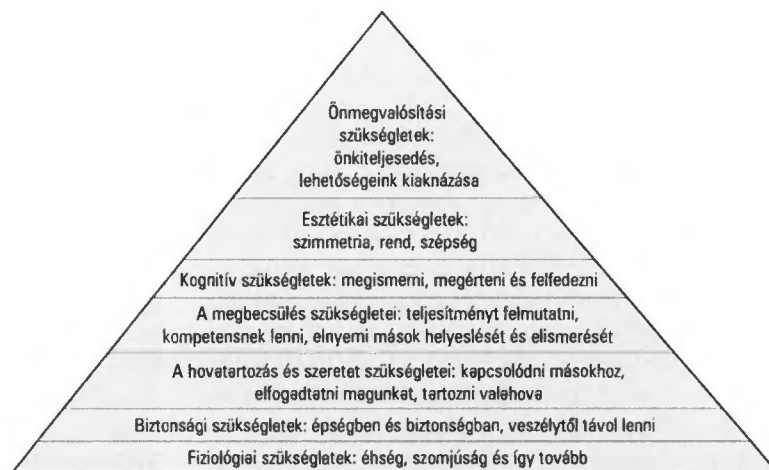 Önmegvalósítási
szükségletek:
önkiteljesedés,
lehetőségeink kiaknázása
Esztétikai szükségletek:
szimmetria, rend, szépség
Kognitív szükségletek: megismerni, megérteni és felfedezni
A megbecsülés szükségletei: teljesítményt felmutatni,
kompetensnek lenni, elnyerni mások helyeslését és elismerését
A hovatartozás és szeretet szükségletei: kapcsolódni másokhoz,
elfogadtatni magunkat, tartozni valahova
Biztonsági szükségletek: épségben és biztonságban, veszélytől távol lenni
Fiziológiai szükségletek: éhség, szomjúság és így tovább